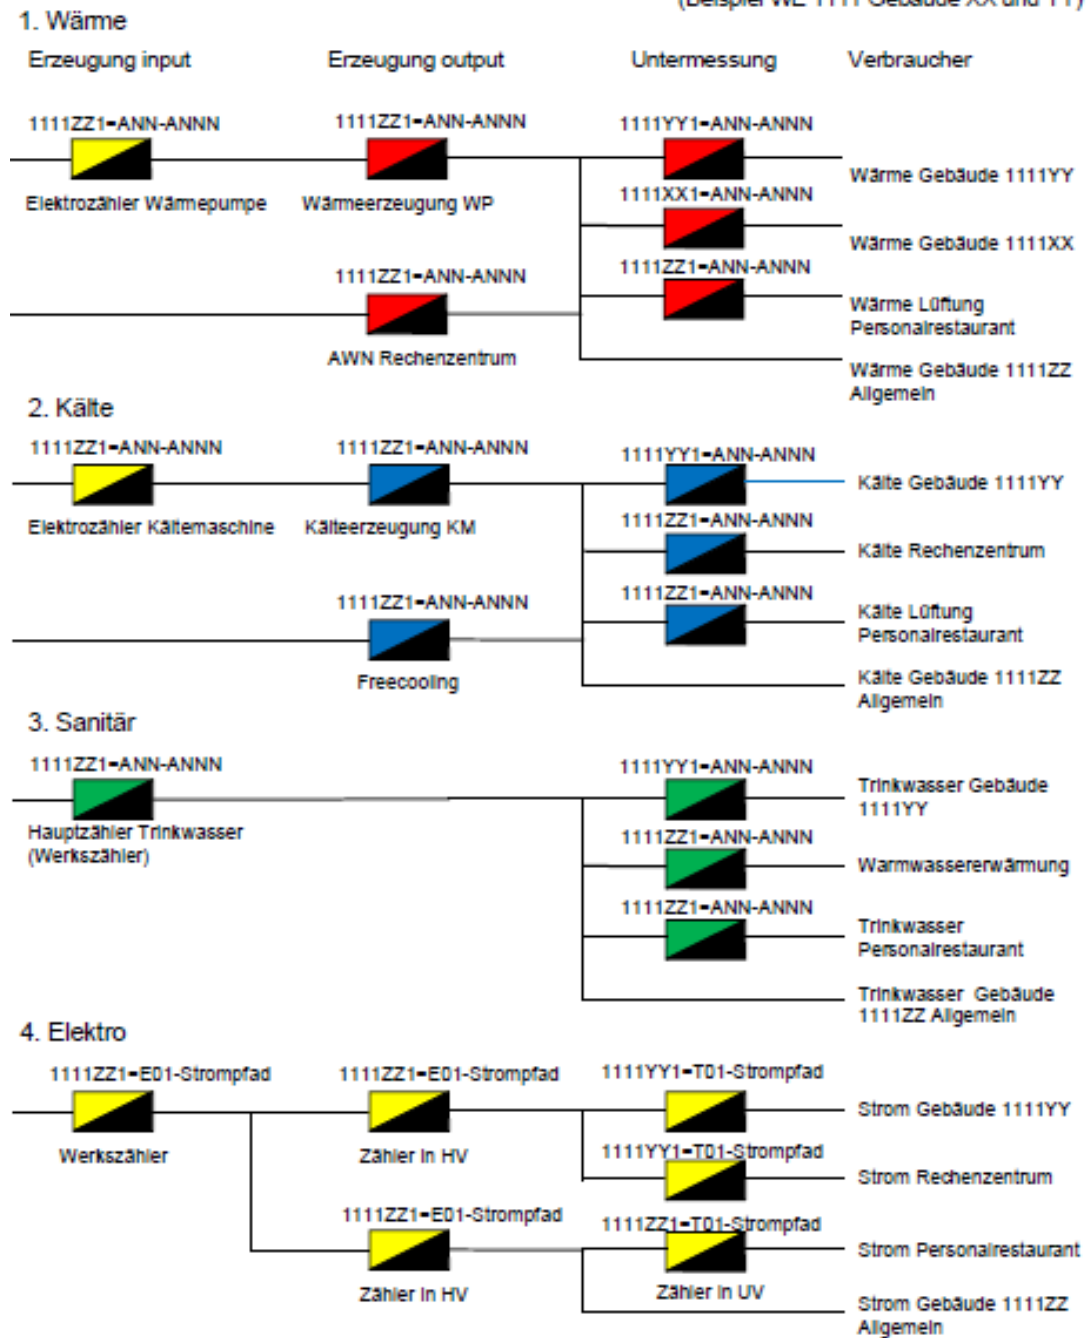 (Beispiel WE 1111 Gebäude XX und YY)
1. Wärme
Erzeugung input
Erzeugung output
Untermessung
Verbraucher
1111ZZ1=ANN-ANNN
1111ZZ1=ANN-ANNN
1111YY1=ANN-ANNN
Elektrozähler Wärmepumpe
Wärmeerzeugung WP
Wärme Gebäude 1111YY
1111XX1=ANN-ANNN
Wärme Gebäude 1111XX
1111ZZ1=ANN-ANNN
1111ZZ1=ANN-ANNN
AWN Rechenzentrum
Wärme Lüftung
Personalrestaurant
Wärme Gebäude 1111ZZ
Allgemein
2. Kälte
1111ZZ1=ANN-ANNN
1111ZZ1=ANN-ANNN
1111YY1=ANN-ANNN
Elektrozähler Kältemaschine
Kälteerzeugung KM
Kälte Gebäude 1111YY
1111ZZ1=ANN-ANNN
Kälte Rechenzentrum
1111ZZ1=ANN-ANNN
1111ZZ1=ANN-ANNN
Freecooling
Kälte Lüftung
Personalrestaurant
Kälte Gebäude 1111ZZ
Allgemein
3. Sanitär
1111ZZ1=ANN-ANNN
1111YY1=ANN-ANNN
Hauptzähler Trinkwasser
(Werkszähler)
Trinkwasser Gebäude
1111YY
1111ZZ1=ANN-ANNN
Warmwassererwärmung
1111ZZ1=ANN-ANNN
Trinkwasser
Personalrestaurant
Trinkwasser Gebäude
1111ZZ Allgemein
4. Elektro
1111ZZ1=E01-Strompfad
1111ZZ1=E01-Strompfad
1111YY1=T01-Strompfad
Werkszähler
Zähler in HV
Strom Gebäude 1111YY
1111YY1=T01-Strompfad
Strom Rechenzentrum
1111ZZ1=E01-Strompfad
1111ZZ1=T01-Strompfad
Zähler in HV
Zähler in UV
Strom Personalrestaurant
Strom Gebäude 1111ZZ
Allgemein